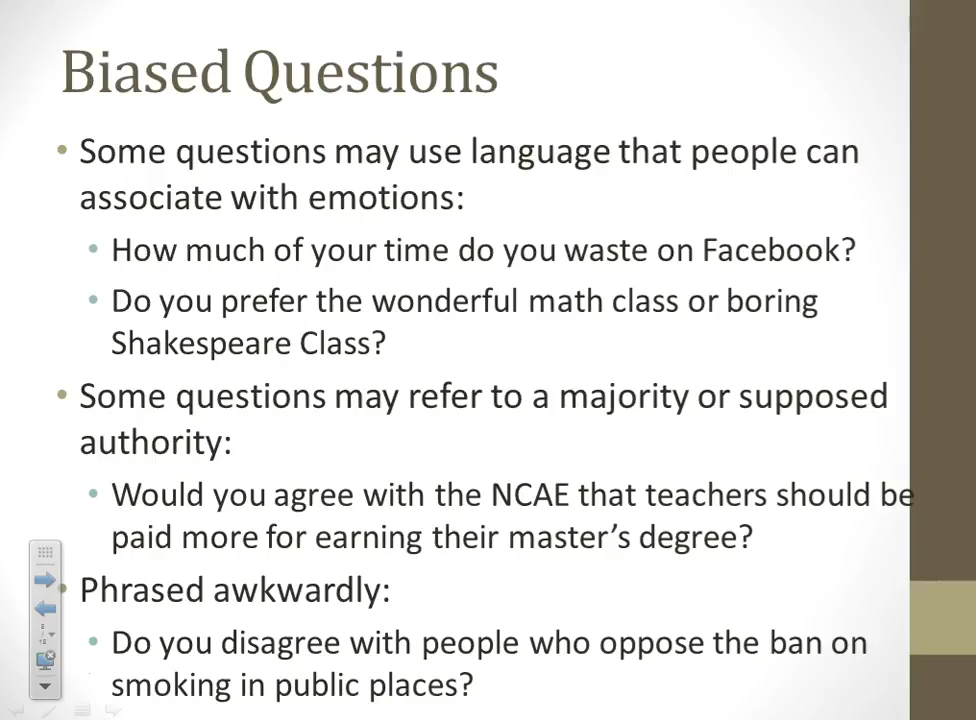 Biased Questions
• Some questions may use language that people can
associate with emotions:
• How much of your time do you waste on Facebook?
• Do you prefer the wonderful math class or boring
Shakespeare Class?
• Some questions may refer to a majority or supposed
authority:
• Would you agree with the NCAE that teachers should be
paid more for earning their master's degree?
• Phrased awkwardly:
• Do you disagree with people who oppose the ban on
smoking in public places?